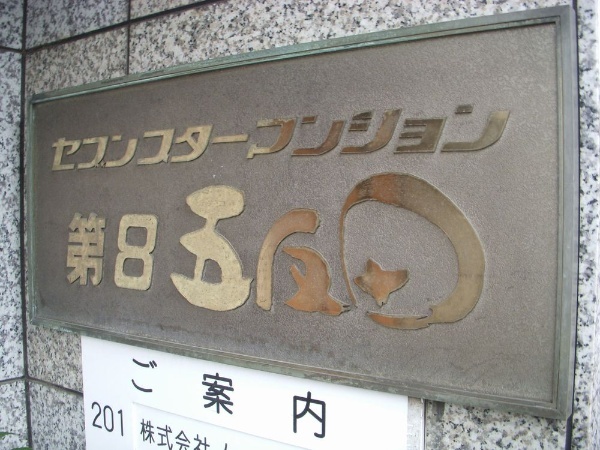 セブンスターマンション
第8五反田
ご案内
201 株式会社